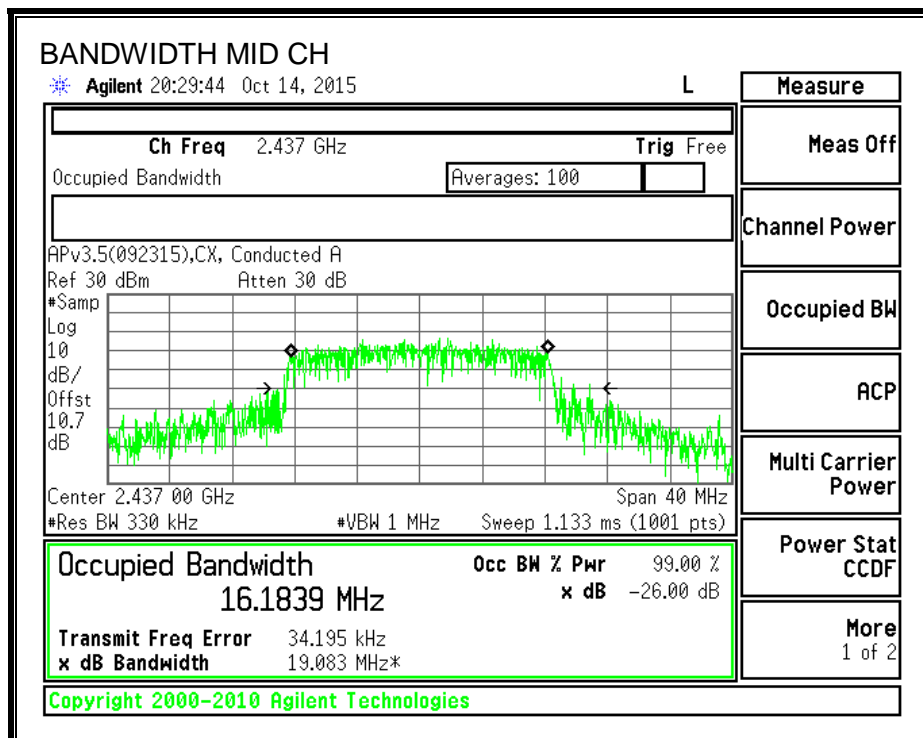 BANDWIDTH MID CH
Agilent 20:29:44 Oct 14, 2015 L
Measure
Ch Freq 2.437 GHz Trig Free
Occupied Bandwidth Averages: 100
APv3.5(092315),CX, Conducted A
Ref 30 dBm Atten 30 dB
#Samp
Log
10
dB/
Offst
10.7
dB
Center 2.437 00 GHz Span 40 MHz
#Res BW 330 kHz #VBW 1 MHz Sweep 1.133 ms (1001 pts)
Occupied Bandwidth Occ BW % Pwr 99.00 %
16.1839 MHz x dB -26.00 dB
Transmit Freq Error 34.195 kHz
x dB Bandwidth 19.083 MHz*
Copyright 2000-2010 Agilent Technologies
Meas Off
Channel Power
Occupied BW
ACP
Multi Carrier
Power
Power Stat
CCDF
More
1 of 2